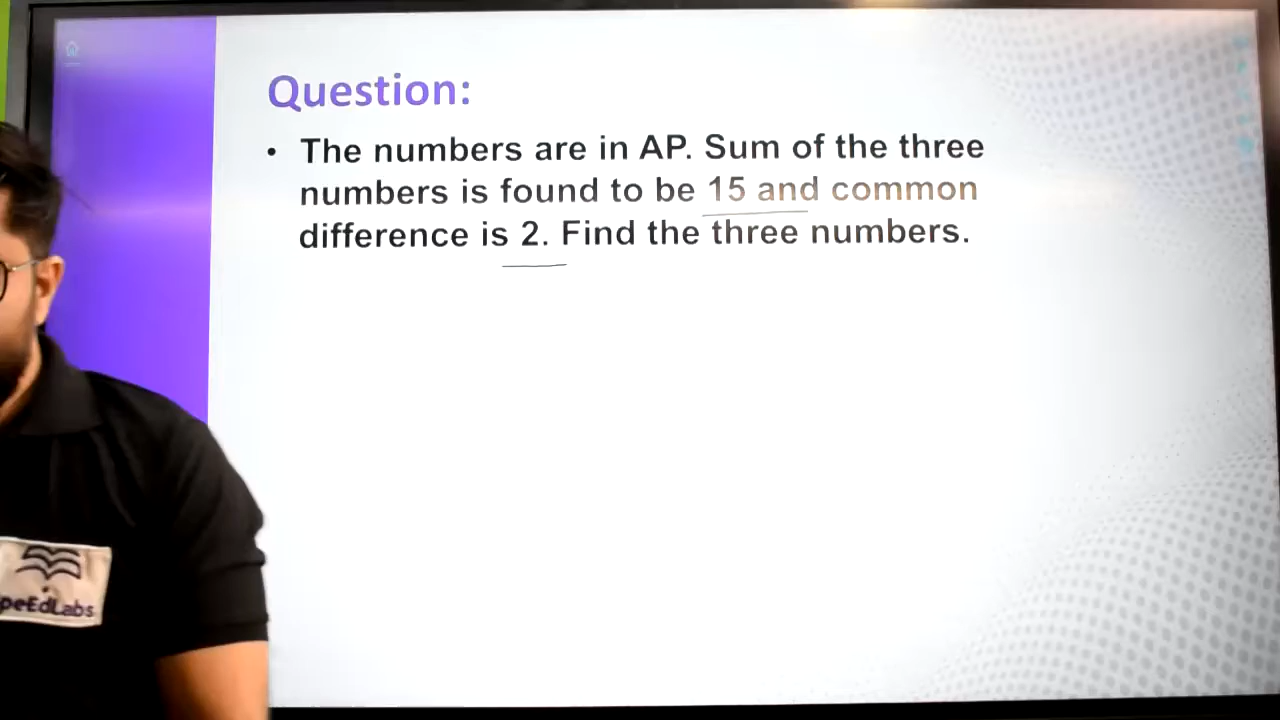 Question:
• The numbers are in AP. Sum of the three
numbers is found to be 15 and common
difference is 2. Find the three numbers.
peEdLabs